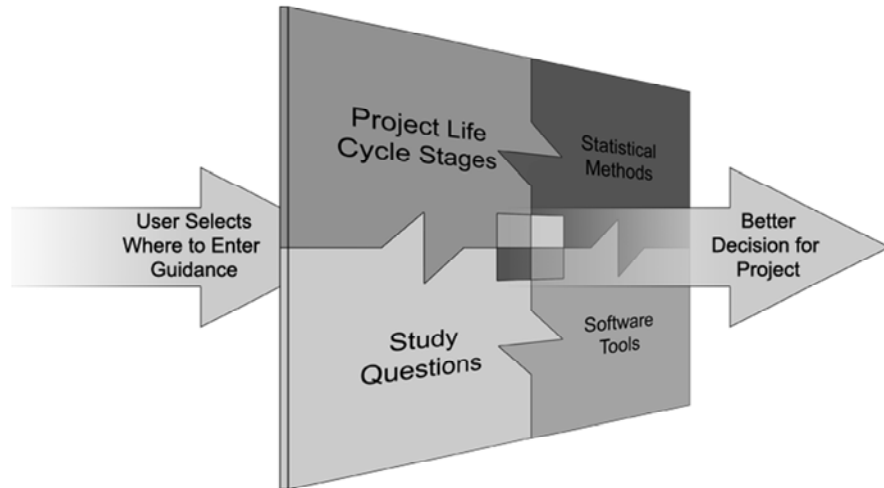 Project Life
Cycle Stages
Statistical
Methods
User Selects
Where to Enter
Guidance
Better
Decision for
Project
Study
Questions
Software
Tools